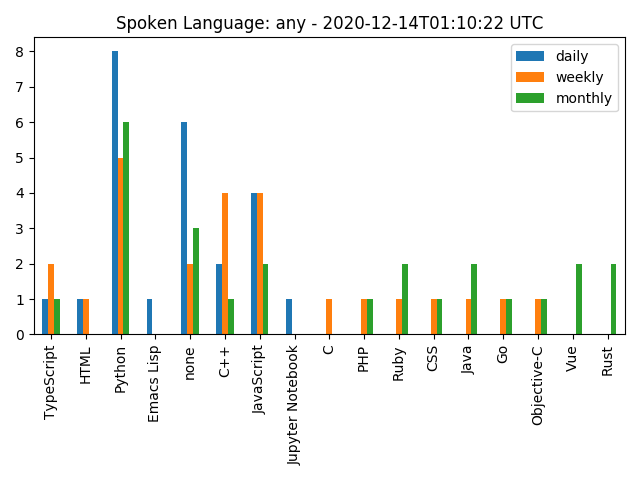 Spoken Language: any - 2020-12-14T01:10:22 UTC
daily
weekly
monthly
8
7
6
5
4
3
2
1
0
TypeScript
HTML
Python
Emacs Lisp
none
C++
JavaScript
Jupyter Notebook
C
PHP
Ruby
CSS
Java
Go
Objective-C
Vue
Rust